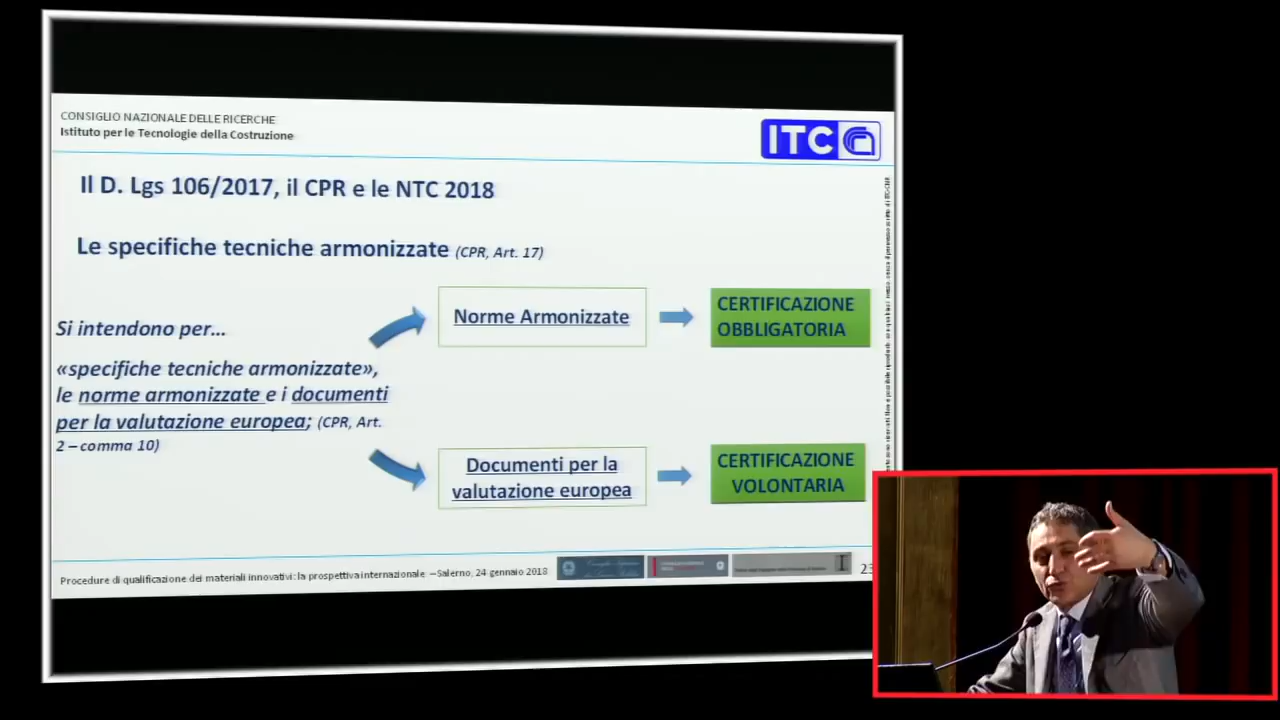 CONSIGLIO NAZIONALE DELLE RICERCHE
Istituto per le Tecnologie della Costruzione
ITC
Il D. Lgs 106/2017, il CPR e le NTC 2018
Le specifiche tecniche armonizzate (CPR, Art. 17)
Si intendono per...
«specifiche tecniche armonizzate»,
le norme armonizzate e i documenti
per la valutazione europea; (CPR, Art.
2 – comma 10)
Norme Armonizzate
CERTIFICAZIONE
OBBLIGATORIA
Documenti per la
valutazione europea
CERTIFICAZIONE
VOLONTARIA
Procedure di qualificazione dei materiali innovativi: la prospettiva internazionale –Salerno, 24 gennaio 2018
23